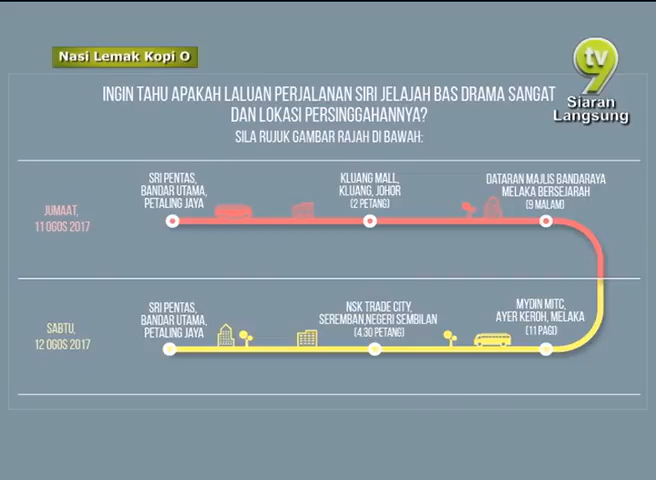 Nasi Lemak Kopi O
tv
9
Siaran
Langsung
INGIN TAHU APAKAH LALUAN PERJALANAN SIRI JELAJAH BAS DRAMA SANGAT
DAN LOKASI PERSINGGAHANNYA?
SILA RUJUK GAMBAR RAJAH DI BAWAH:
JUMAAT,
11 OGOS 2017
SRI PENTAS,
BANDAR UTAMA,
PETALING JAYA
KLUANG MALL,
KLUANG, JOHOR
(2 PETANG)
DATARAN MAJLIS BANDARAYA
MELAKA BERSEJARAH
(9 MALAM)
SABTU,
12 OGOS 2017
SRI PENTAS,
BANDAR UTAMA,
PETALING JAYA
NSK TRADE CITY,
SEREMBAN,NEGERI SEMBILAN
(4.30 PETANG)
MYDIN MITC,
AYER KEROH, MELAKA
(11 PAGI)